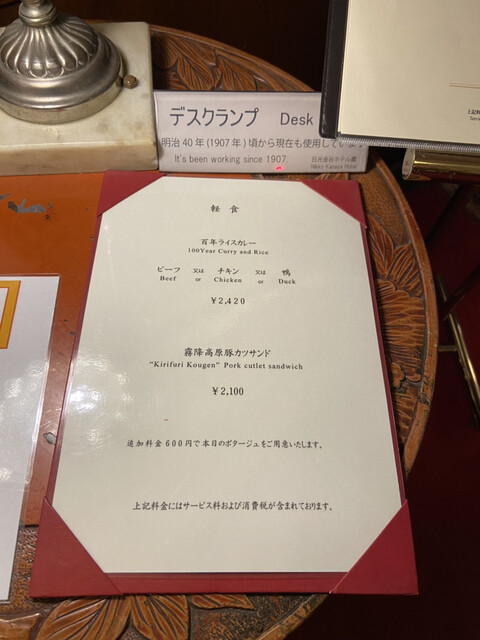 デスクランプ Desk
明治40年(1907年)頃から現在も使用してい
It's been working since 1907.
日光金谷ホテル蔵
Nikko Kanaya Hotel
軽食
百年ライスカレー
100Year Curry and Rice
ビーフ 又は チキン 又は 鴨
Beef or Chicken or Duck
¥2,420
霧降高原豚カツサンド
"Kirifuri Kougen" Pork cutlet sandwich
¥2,100
追加料金600円で本日のポタージュをご用意いたします。
上記料金にはサービス料および消費税が含まれております。